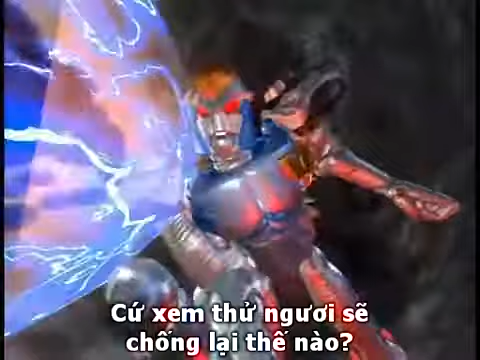 Cứ xem thử ngươi sẽ
chống lại thế nào?